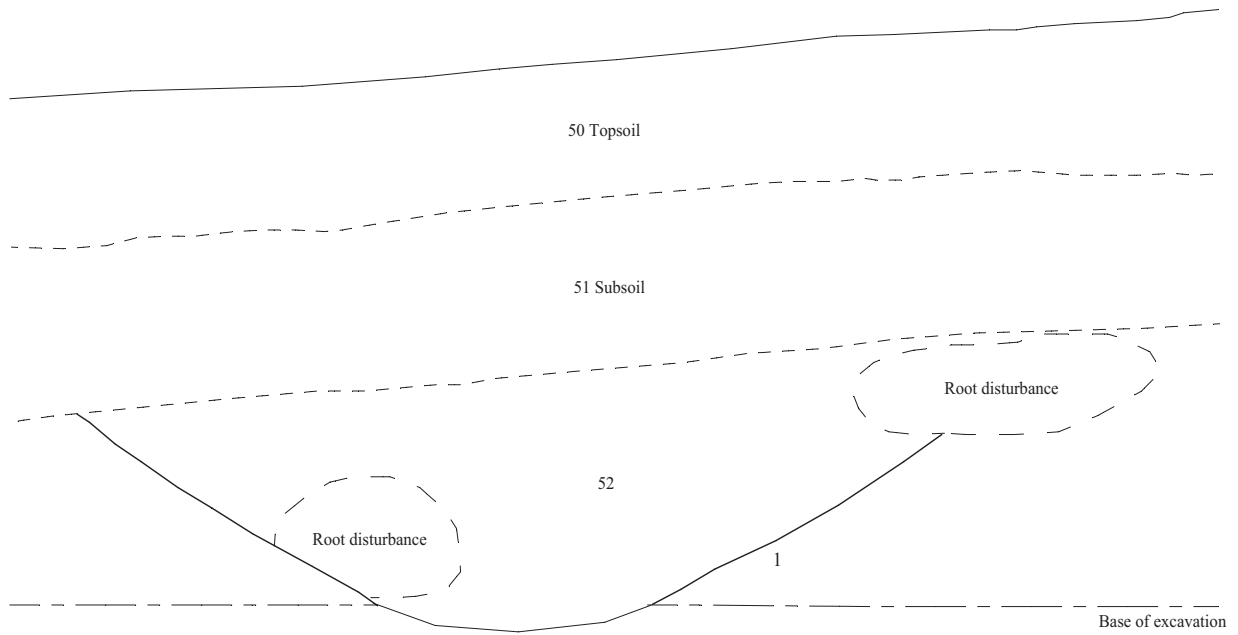 50 Topsoil
51 Subsoil
Root disturbance
52
Root disturbance
1
Base of excavation